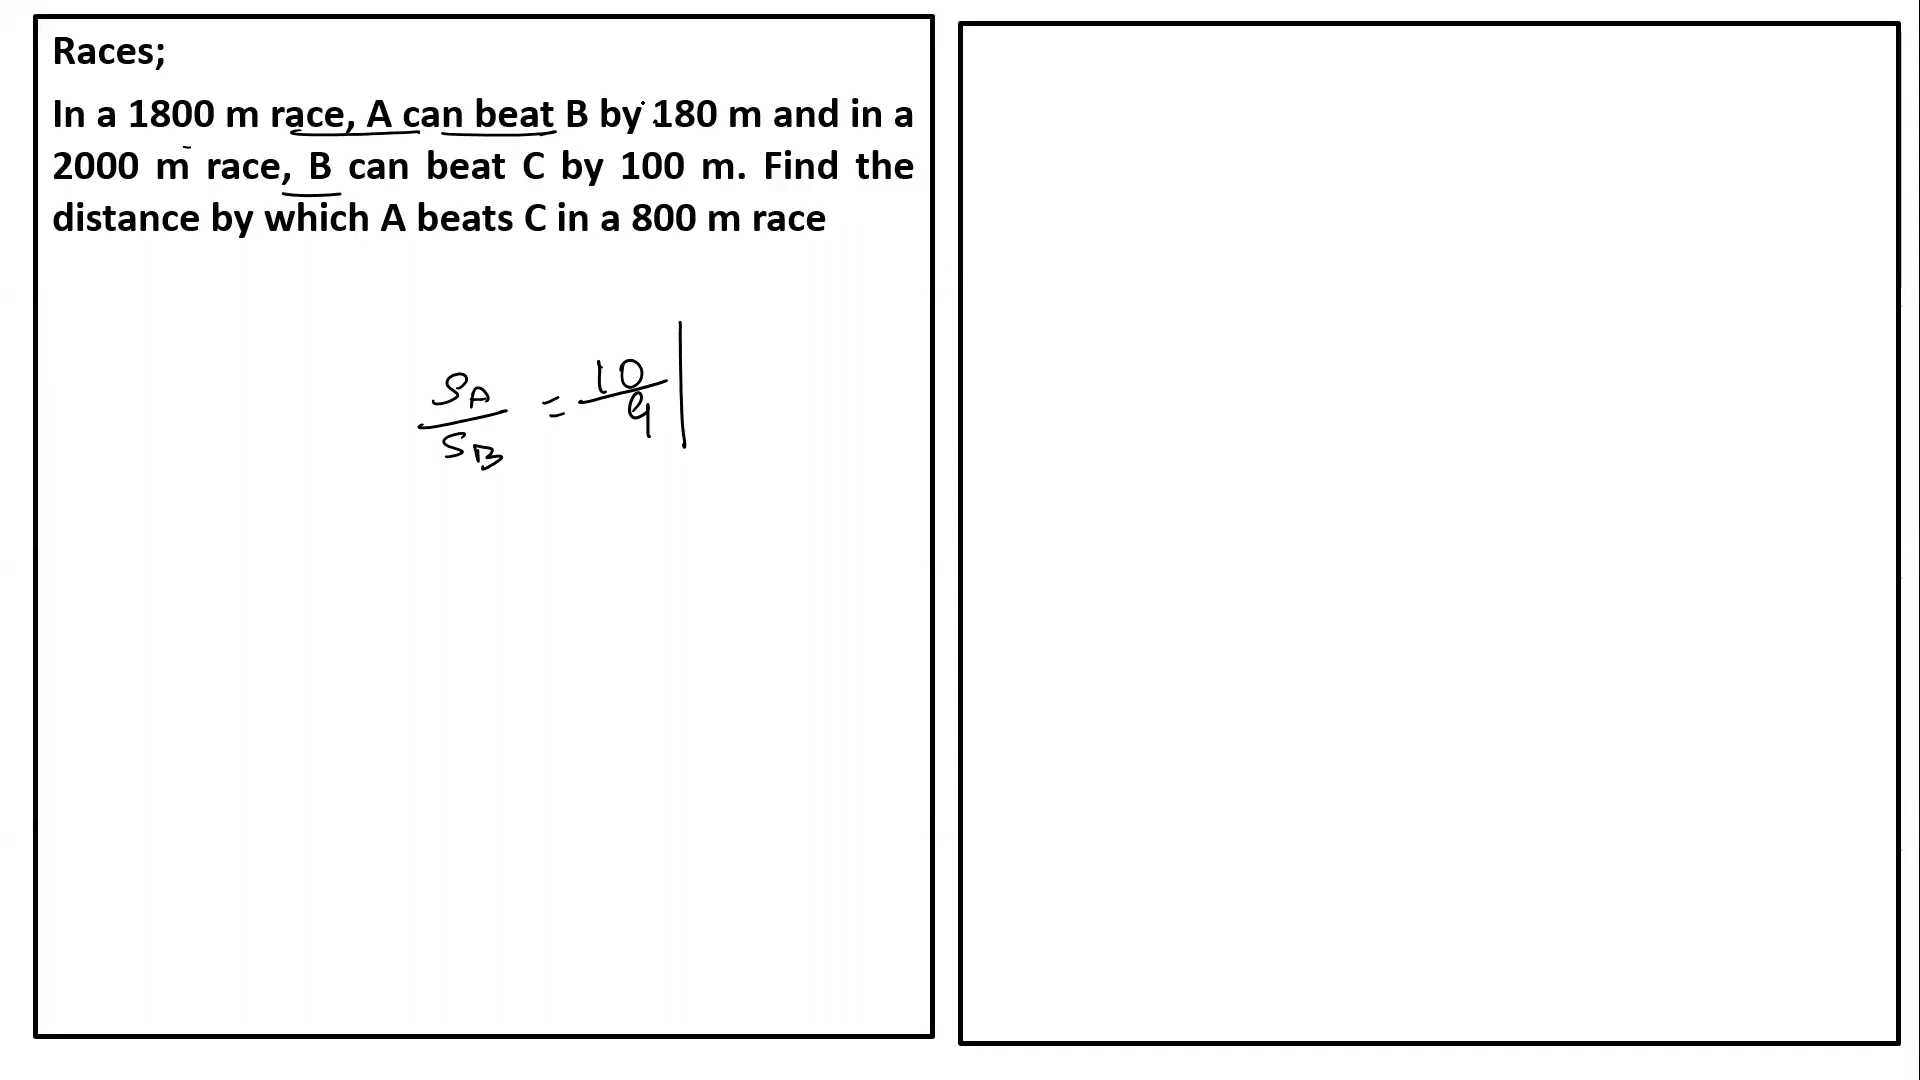 Races;
In a 1800 m race, A can beat B by 180 m and in a
2000 m race, B can beat C by 100 m. Find the
distance by which A beats C in a 800 m race
SA
SB
=
10
9